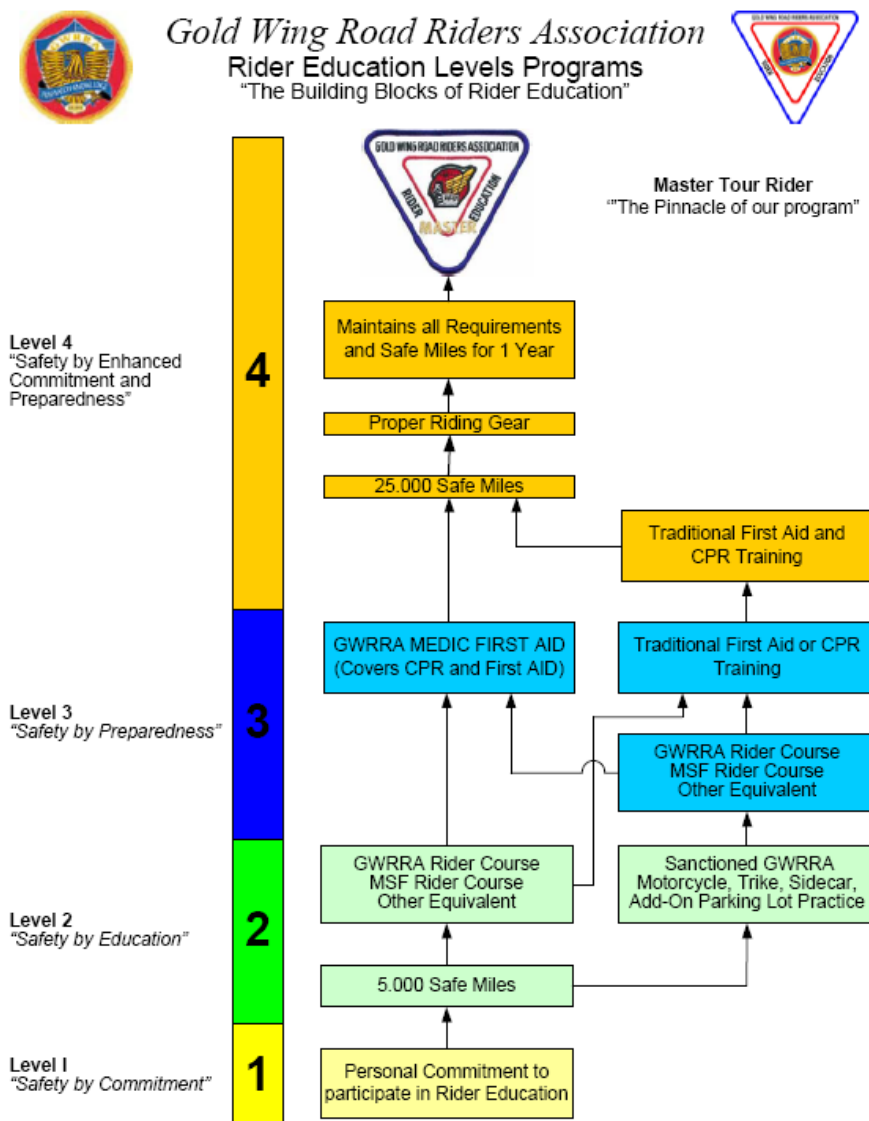 Gold Wing Road Riders Association
Rider Education Levels Programs
“The Building Blocks of Rider Education”
GWRRA
GOLD WING ROAD RIDERS ASSOCIATION
RIDER
EDUCATION
MASTER
Master Tour Rider
“"The Pinnacle of our program”
Level 4
“Safety by Enhanced
Commitment and
Preparedness”
4
Maintains all Requirements
and Safe Miles for 1 Year
Proper Riding Gear
25.000 Safe Miles
Traditional First Aid and
CPR Training
GWRRA MEDIC FIRST AID
(Covers CPR and First AID)
Traditional First Aid or CPR
Training
Level 3
“Safety by Preparedness”
3
GWRRA Rider Course
MSF Rider Course
Other Equivalent
GWRRA Rider Course
MSF Rider Course
Other Equivalent
Sanctioned GWRRA
Motorcycle, Trike, Sidecar,
Add-On Parking Lot Practice
Level 2
“Safety by Education”
2
5.000 Safe Miles
Level I
“Safety by Commitment”
1
Personal Commitment to
participate in Rider Education